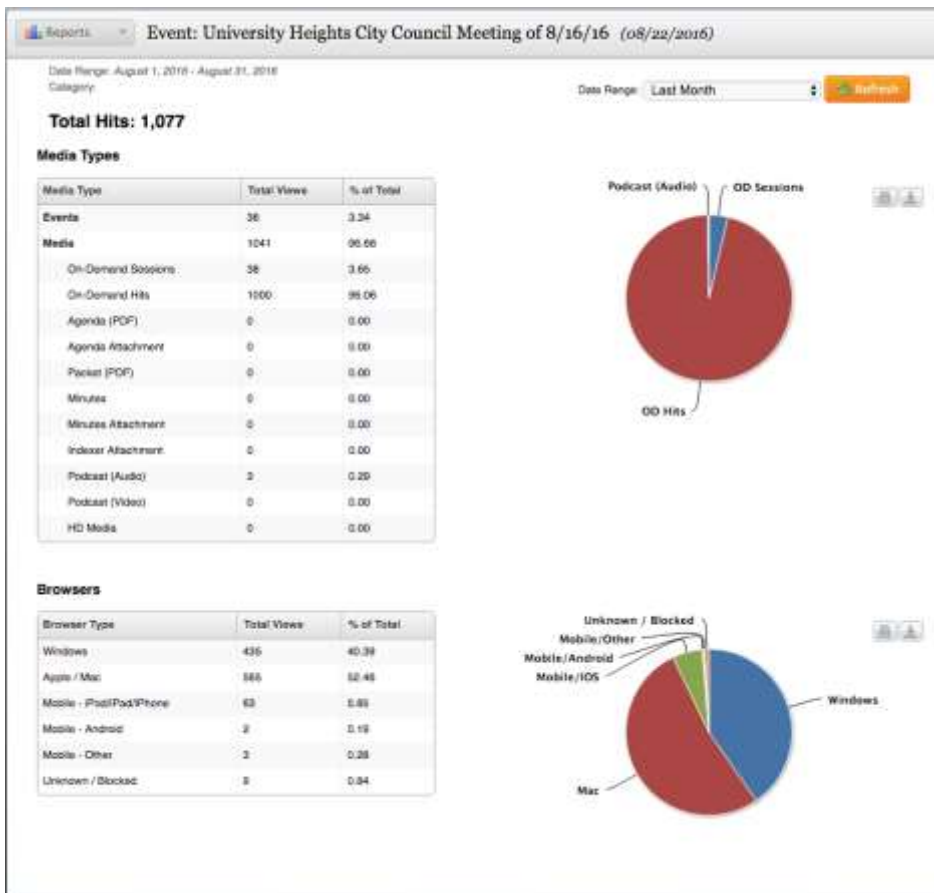 Reports Event: University Heights City Council Meeting of 8/16/16 (08/22/2016)
Date Range: August 1, 2016 - August 31, 2016
Category:
Date Range: Last Month Refresh
Total Hits: 1,077
Media Types
Media Type Total Views % of Total
Events 36 3.34
Media 1041 96.66
On-Demand Sessions 38 3.65
On-Demand Hits 1000 96.06
Agenda (PDF) 0 0.00
Agenda Attachment 0 0.00
Packet (PDF) 0 0.00
Minutes 0 0.00
Minutes Attachment 0 0.00
Indexer Attachment 0 0.00
Podcast (Audio) 3 0.29
Podcast (Video) 0 0.00
HD Media 0 0.00
Podcast (Audio) OD Sessions
OD Hits
Browsers
Browser Type Total Views % of Total
Windows 435 40.39
Apple / Mac 565 52.46
Mobile - iPod/iPad/iPhone 63 5.85
Mobile - Android 2 0.19
Mobile - Other 3 0.28
Unknown / Blocked 9 0.84
Unknown / Blocked
Mobile/Other
Mobile/Android
Mobile/IOS
Windows
Mac